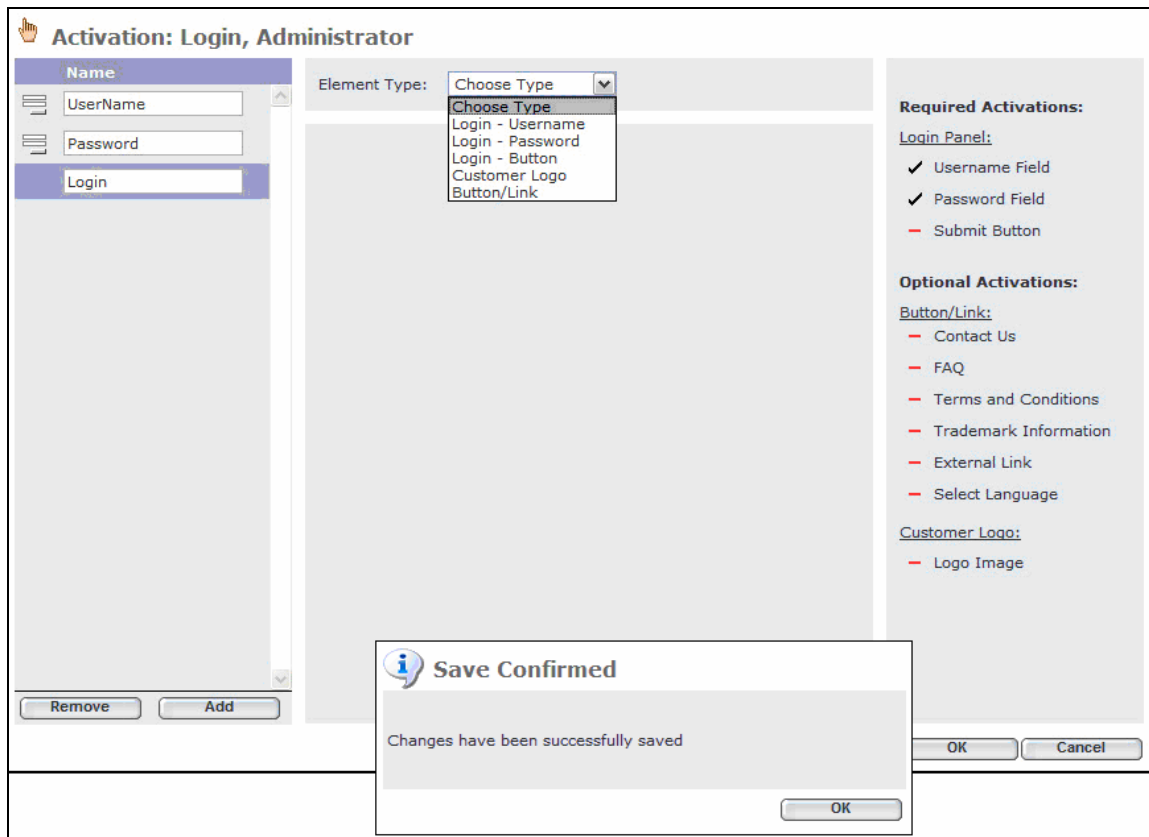 Activation: Login, Administrator
Name
UserName
Password
Login
Remove
Add
Element Type:
Choose Type
Choose Type
Login - Username
Login - Password
Login - Button
Customer Logo
Button/Link
Required Activations:
Login Panel:
Username Field
Password Field
Submit Button
Optional Activations:
Button/Link:
Contact Us
FAQ
Terms and Conditions
Trademark Information
External Link
Select Language
Customer Logo:
Logo Image
OK
Cancel
Save Confirmed
Changes have been successfully saved
OK